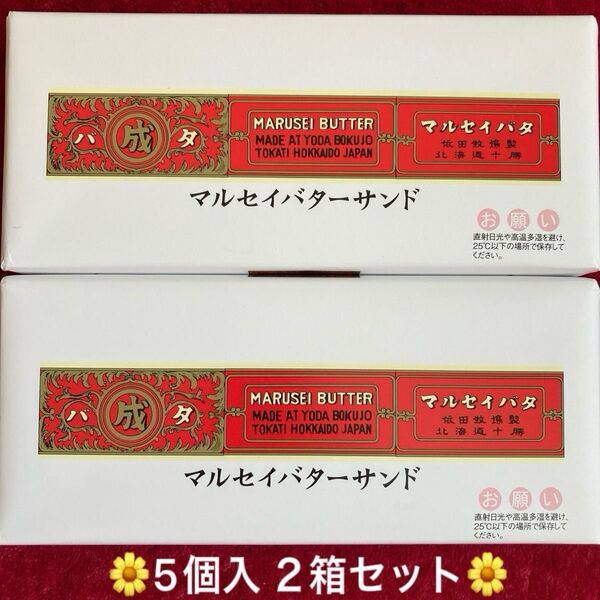 バ 成 タ
MARUSEI BUTTER
MADE AT YODA BOKUJO
TOKATI HOKKAIDO JAPAN
マルセイバタ
依田牧場製
北海道十勝
マルセイバターサンド
お願い
直射日光や高温多湿を避け、
25℃以下の場所で保存して
ください。
バ 成 タ
MARUSEI BUTTER
MADE AT YODA BOKUJO
TOKATI HOKKAIDO JAPAN
マルセイバタ
依田牧場製
北海道十勝
マルセイバターサンド
お願い
直射日光や高温多湿を避け、
25℃以下の場所で保存して
ください。
🌼5個入 2箱セット🌼